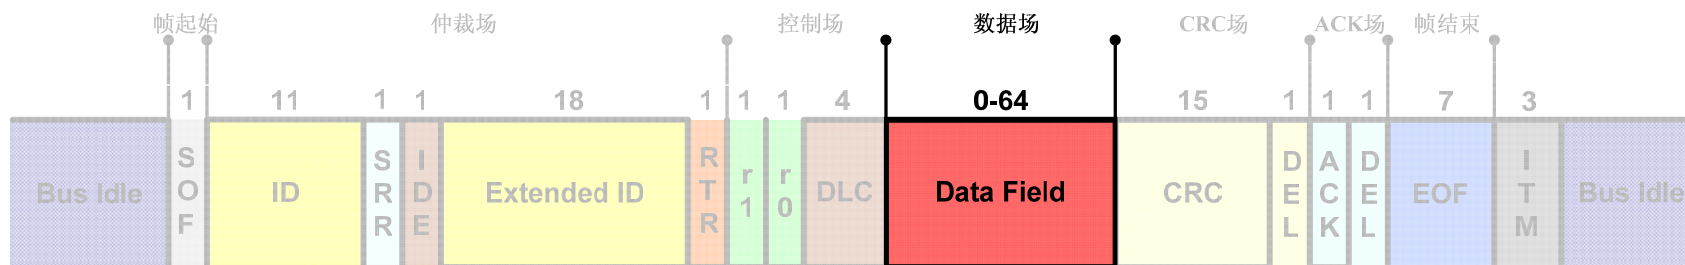 帧起始 仲裁场 控制场 数据场 CRC场 ACK场 帧结束
1 11 1 1 18 1 1 1 4 0-64 15 1 1 1 7 3
Bus Idle SOF ID SRR IDE Extended ID RTR r1 r0 DLC Data Field CRC DEL ACK DEL EOF ITM Bus Idle